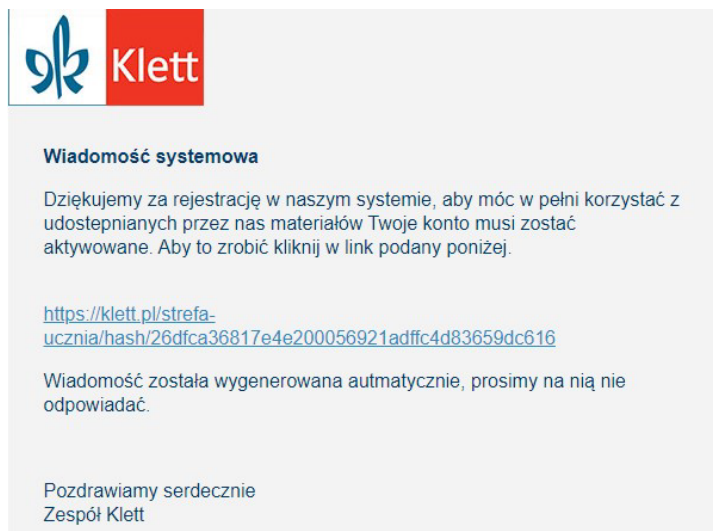 Klett
Wiadomość systemowa
Dziękujemy za rejestrację w naszym systemie, aby móc w pełni korzystać z
udostepnianych przez nas materiałów Twoje konto musi zostać
aktywowane. Aby to zrobić kliknij w link podany poniżej.
https://klett.pl/strefa-
ucznia/hash/26dfca36817e4e200056921adffc4d83659dc616
Wiadomość została wygenerowana autmatycznie, prosimy na nią nie
odpowiadać.
Pozdrawiamy serdecznie
Zespół Klett